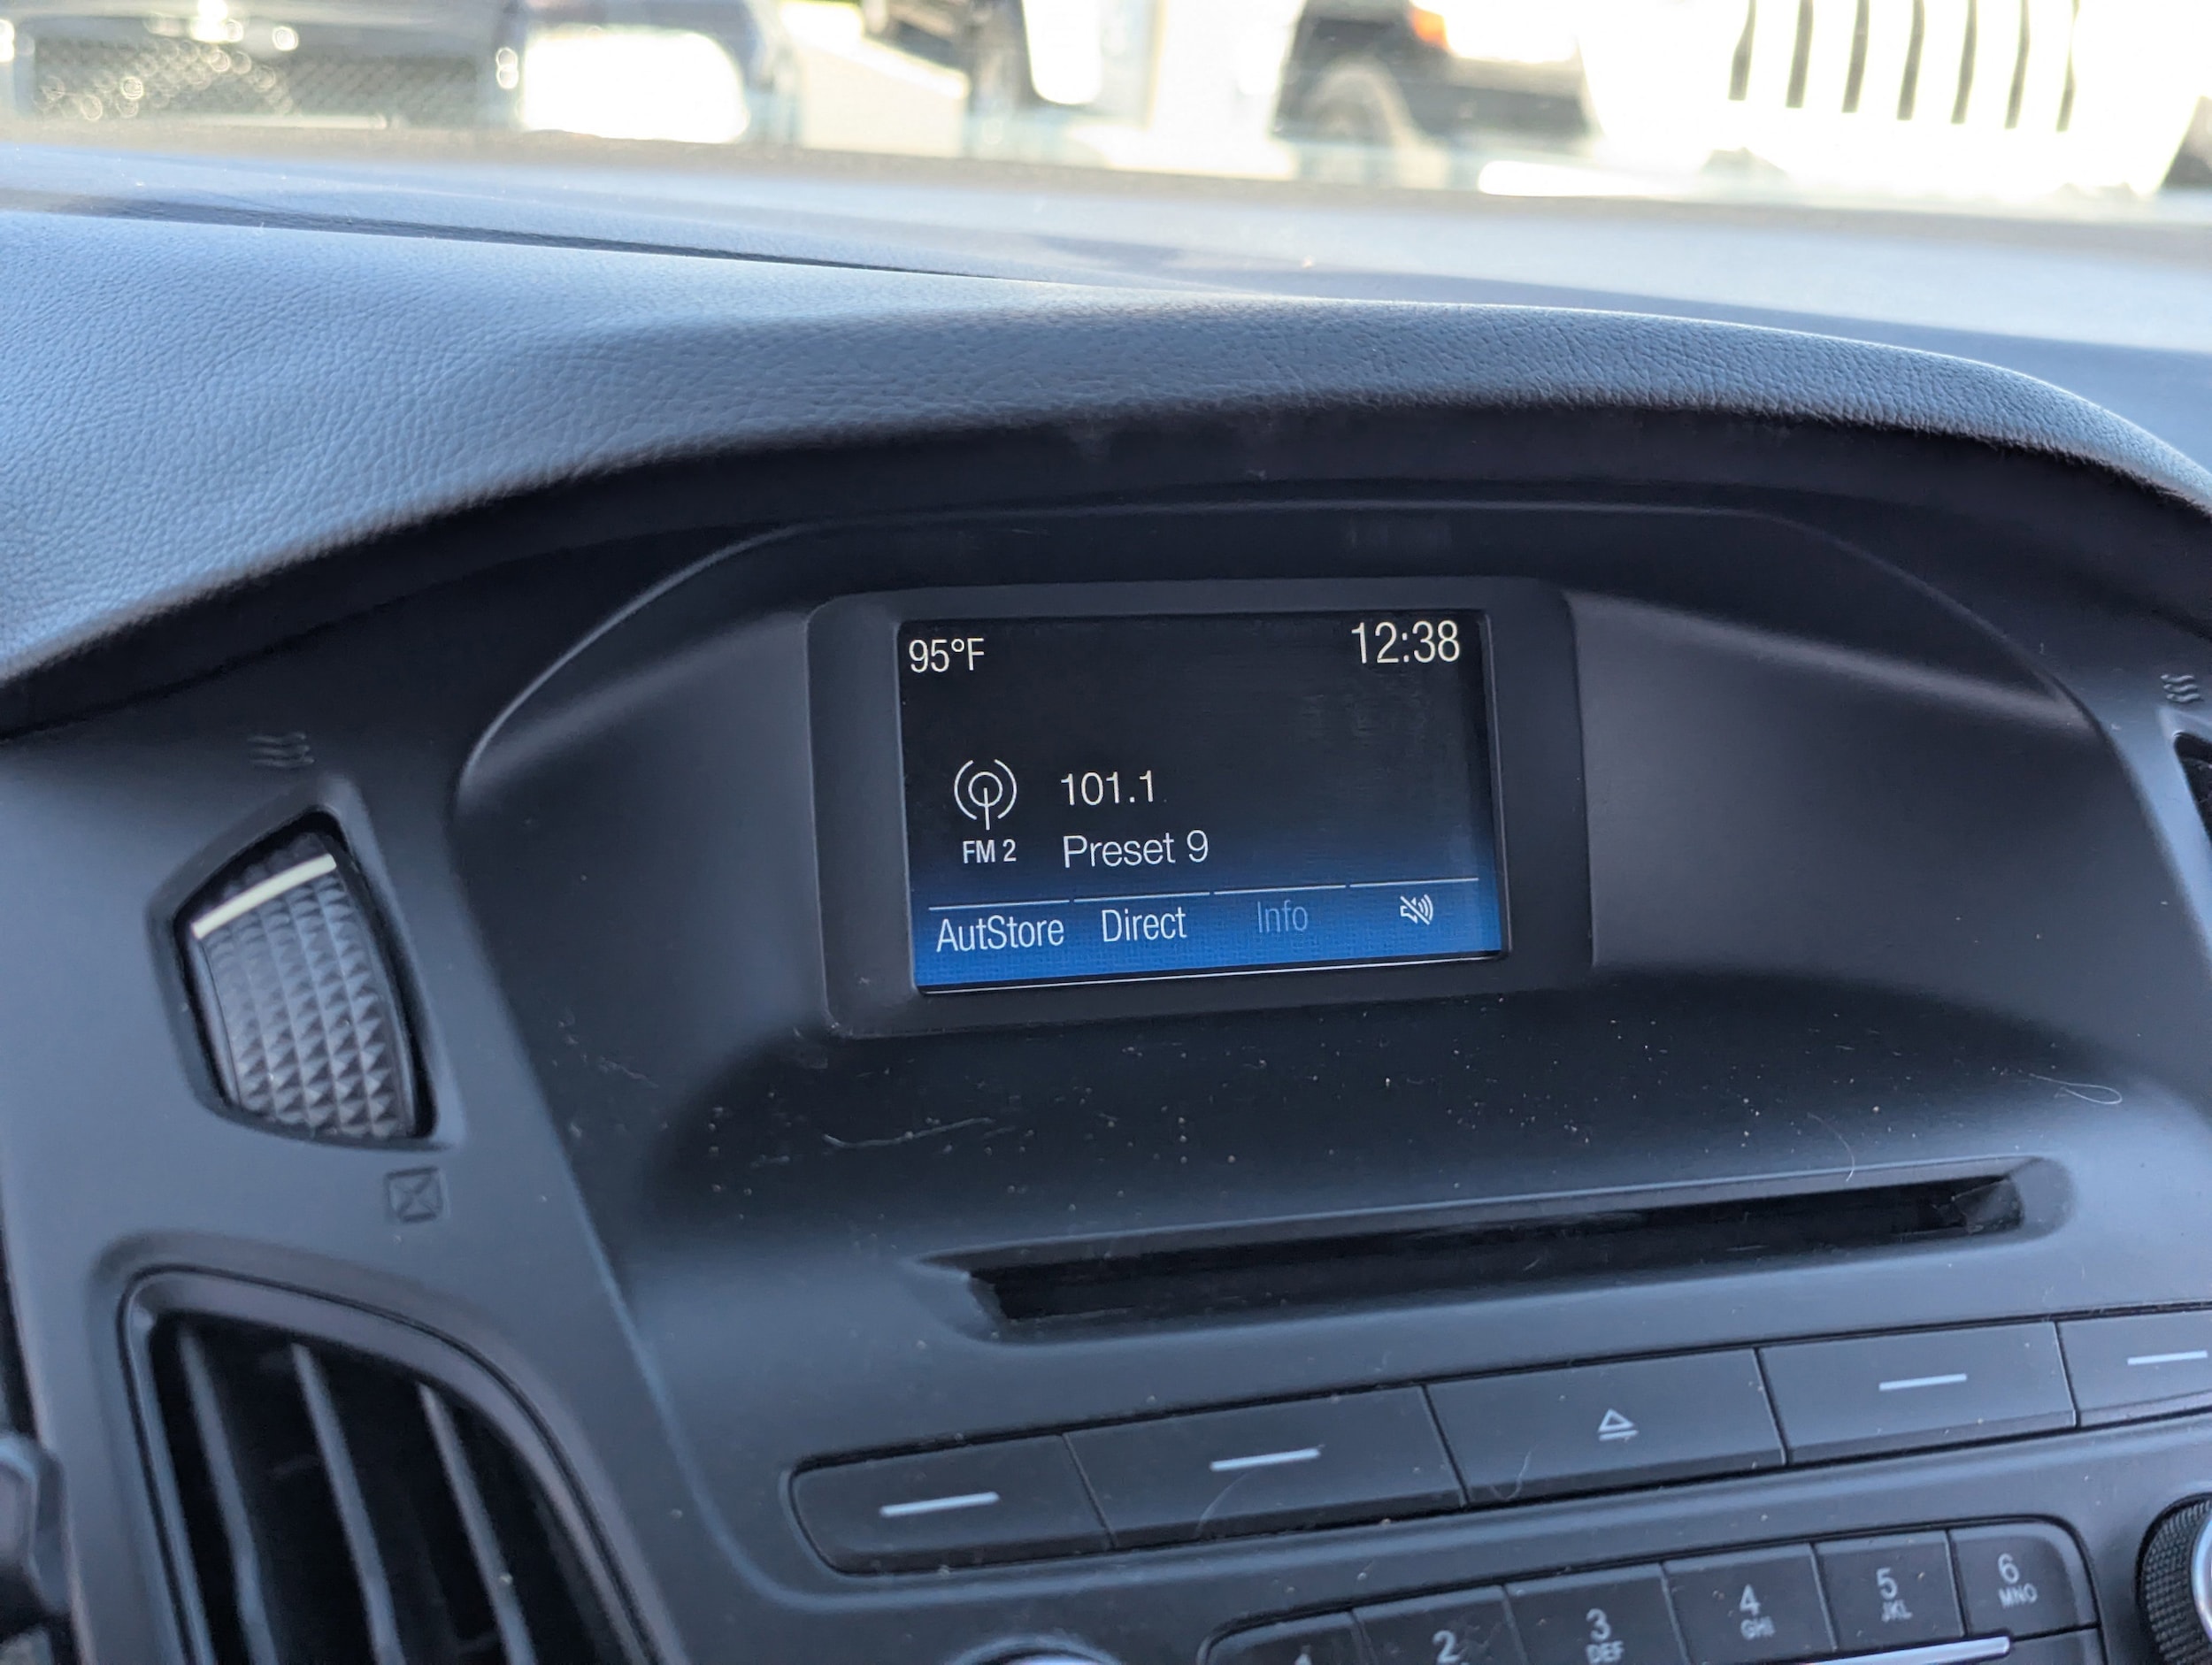 95°F
12:38
101.1
FM 2
Preset 9
AutStore Direct Info
1 2 3 4 5 6
DEF GHI JKL MNO